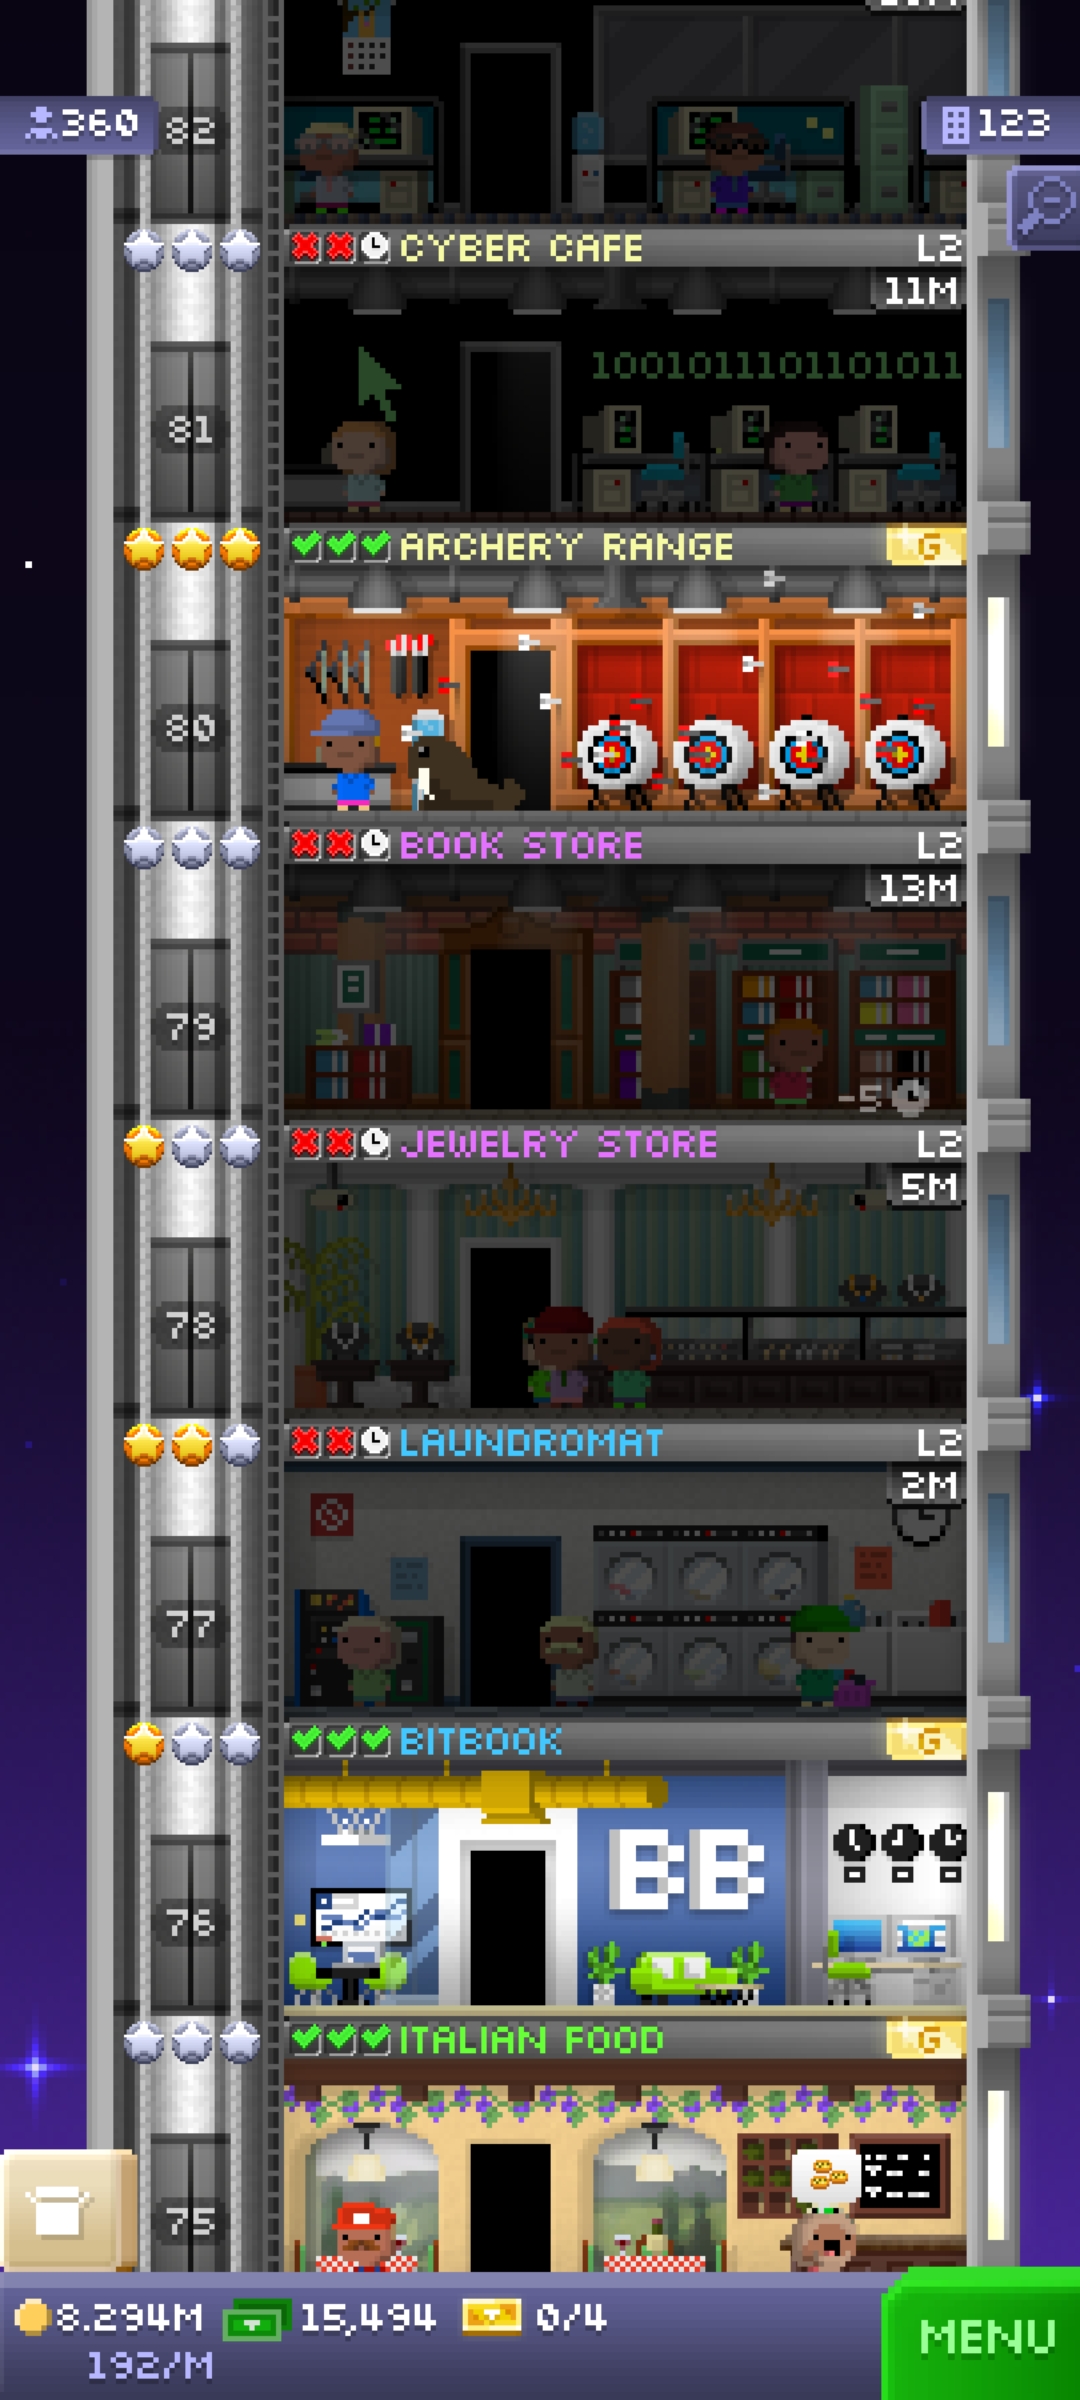 360
82
123
CYBER CAFE
L2
11M
1001011101101011
81
ARCHERY RANGE
G
80
BOOK STORE
L2
13M
79
-5
JEWELRY STORE
L2
5M
78
LAUNDROMAT
L2
2M
77
BITBOOK
G
BB
76
ITALIAN FOOD
G
75
8.294M
15,494
0/4
192/M
MENU